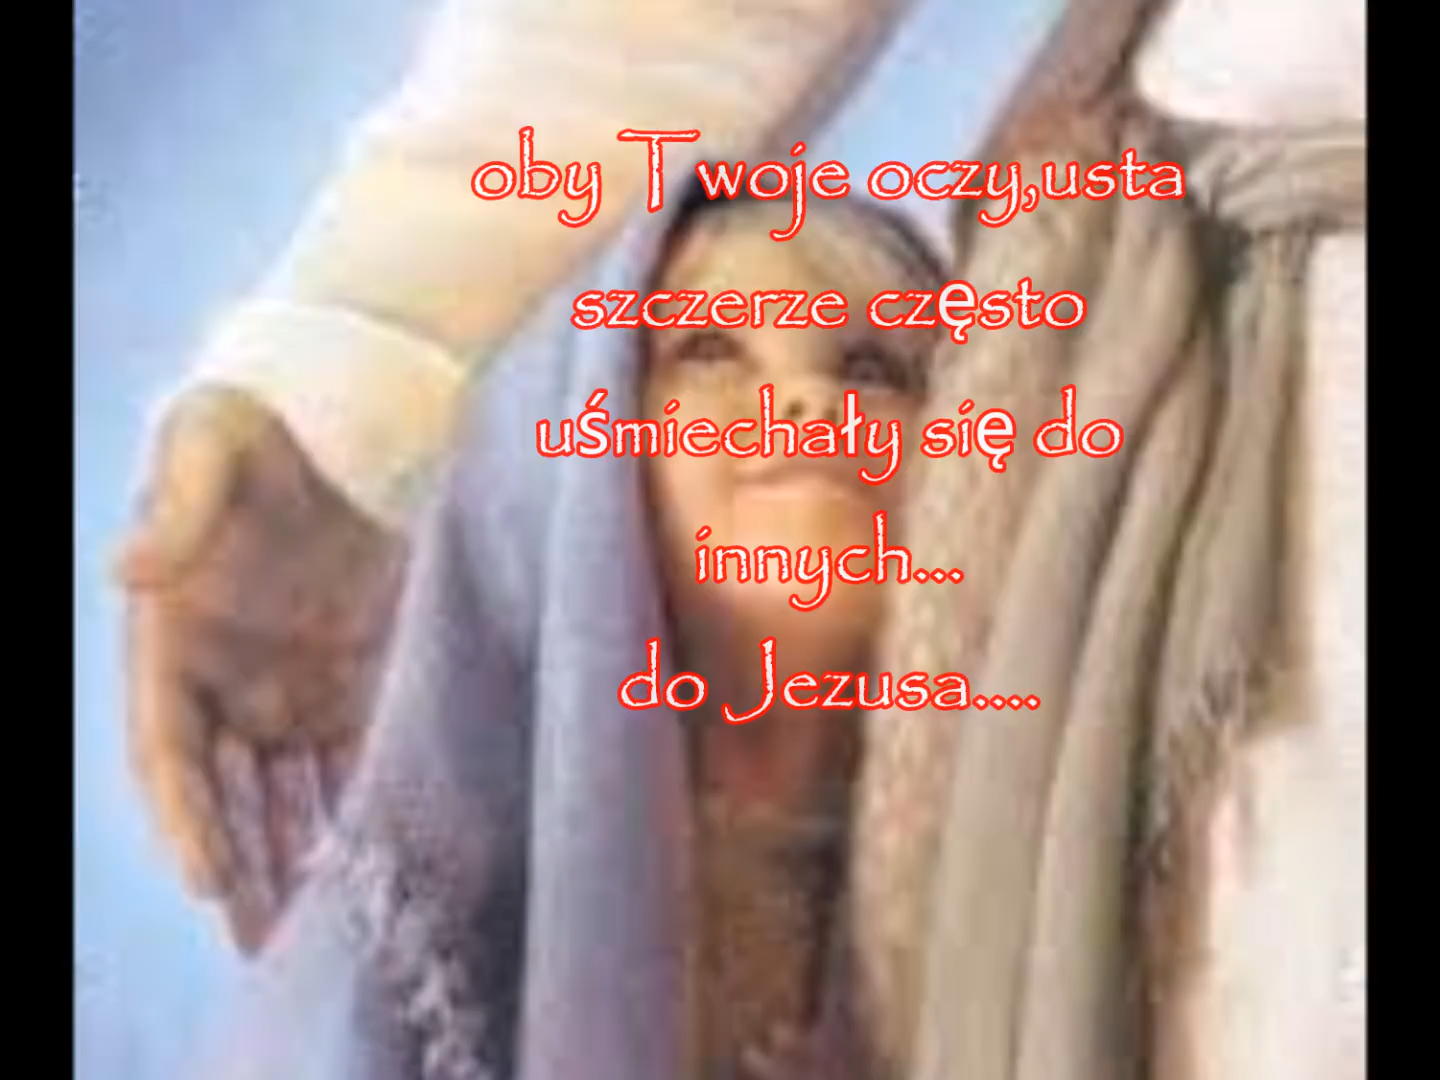 oby Twoje oczy,usta
szczerze często
uśmiechały się do
innych...
do Jezusa....